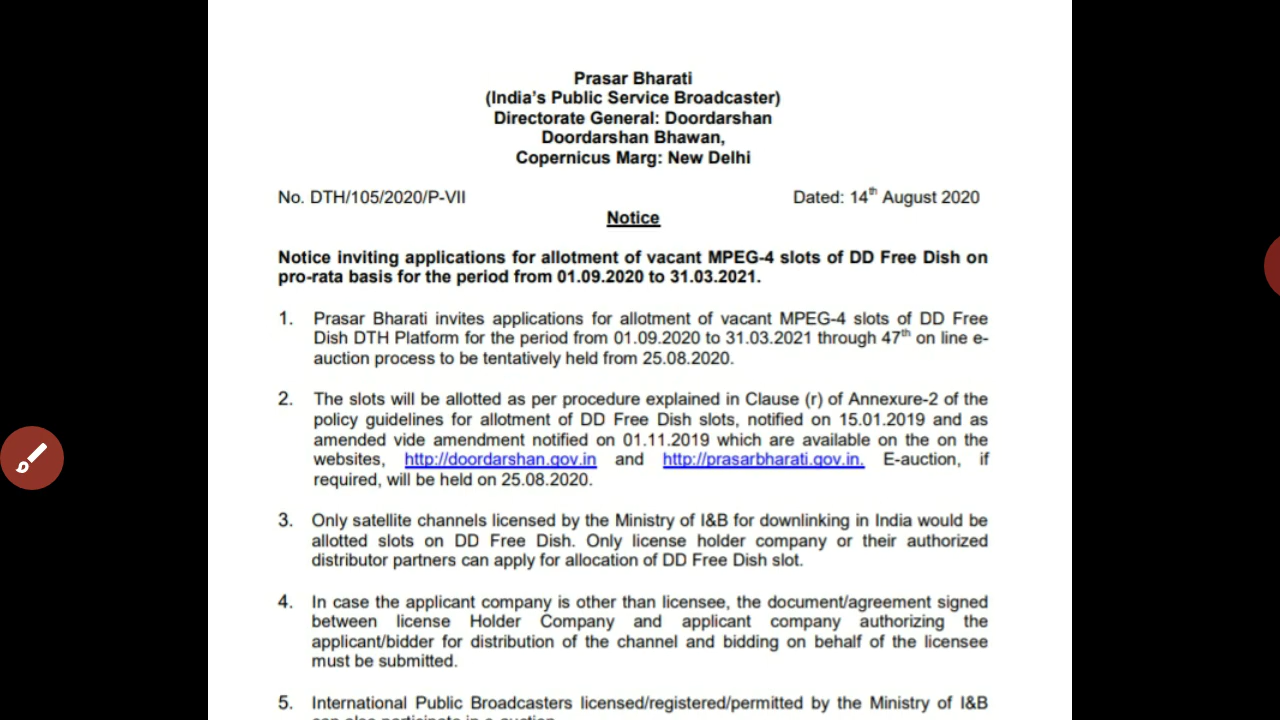 Prasar Bharati
(India's Public Service Broadcaster)
Directorate General: Doordarshan
Doordarshan Bhawan,
Copernicus Marg: New Delhi
No. DTH/105/2020/P-VII Dated: 14th August 2020
Notice
Notice inviting applications for allotment of vacant MPEG-4 slots of DD Free Dish on
pro-rata basis for the period from 01.09.2020 to 31.03.2021.
1. Prasar Bharati invites applications for allotment of vacant MPEG-4 slots of DD Free
Dish DTH Platform for the period from 01.09.2020 to 31.03.2021 through 47th on line e-
auction process to be tentatively held from 25.08.2020.
2. The slots will be allotted as per procedure explained in Clause (r) of Annexure-2 of the
policy guidelines for allotment of DD Free Dish slots, notified on 15.01.2019 and as
amended vide amendment notified on 01.11.2019 which are available on the on the
websites, http://doordarshan.gov.in and http://prasarbharati.gov.in. E-auction, if
required, will be held on 25.08.2020.
3. Only satellite channels licensed by the Ministry of I&B for downlinking in India would be
allotted slots on DD Free Dish. Only license holder company or their authorized
distributor partners can apply for allocation of DD Free Dish slot.
4. In case the applicant company is other than licensee, the document/agreement signed
between license Holder Company and applicant company authorizing the
applicant/bidder for distribution of the channel and bidding on behalf of the licensee
must be submitted.
5. International Public Broadcasters licensed/registered/permitted by the Ministry of I&B
can also participate in e-auction.